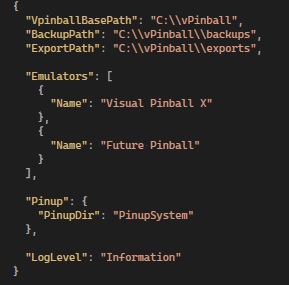 {
  "VpinballBasePath": "C:\\vPinball",
  "BackupPath": "C:\\vPinball\\backups",
  "ExportPath": "C:\\vPinball\\exports",

  "Emulators": [
    {
      "Name": "Visual Pinball X"
    },
    {
      "Name": "Future Pinball"
    }
  ],

  "Pinup": {
    "PinupDir": "PinupSystem"
  },

  "LogLevel": "Information"
}